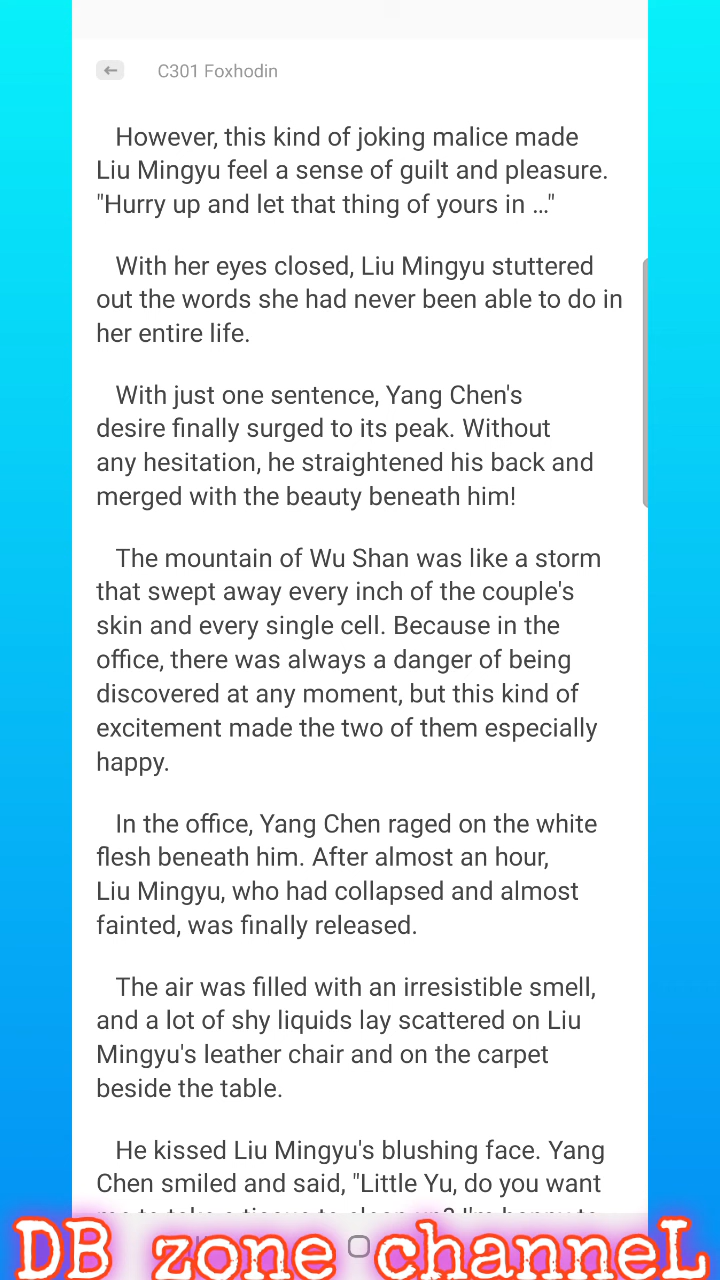 C301 Foxhodin
However, this kind of joking malice made
Liu Mingyu feel a sense of guilt and pleasure.
"Hurry up and let that thing of yours in ..."
With her eyes closed, Liu Mingyu stuttered
out the words she had never been able to do in
her entire life.
With just one sentence, Yang Chen's
desire finally surged to its peak. Without
any hesitation, he straightened his back and
merged with the beauty beneath him!
The mountain of Wu Shan was like a storm
that swept away every inch of the couple's
skin and every single cell. Because in the
office, there was always a danger of being
discovered at any moment, but this kind of
excitement made the two of them especially
happy.
In the office, Yang Chen raged on the white
flesh beneath him. After almost an hour,
Liu Mingyu, who had collapsed and almost
fainted, was finally released.
The air was filled with an irresistible smell,
and a lot of shy liquids lay scattered on Liu
Mingyu's leather chair and on the carpet
beside the table.
He kissed Liu Mingyu's blushing face. Yang
Chen smiled and said, "Little Yu, do you want
DB zone channeL